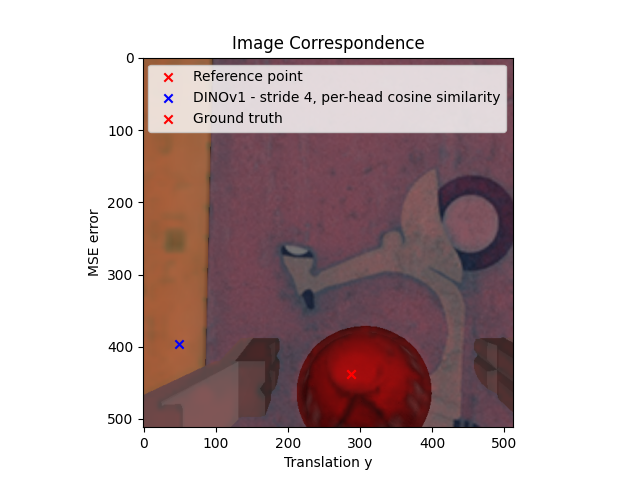 Image Correspondence
Reference point
DINOv1 - stride 4, per-head cosine similarity
Ground truth
MSE error
0
100
200
300
400
500
0 100 200 300 400 500
Translation y